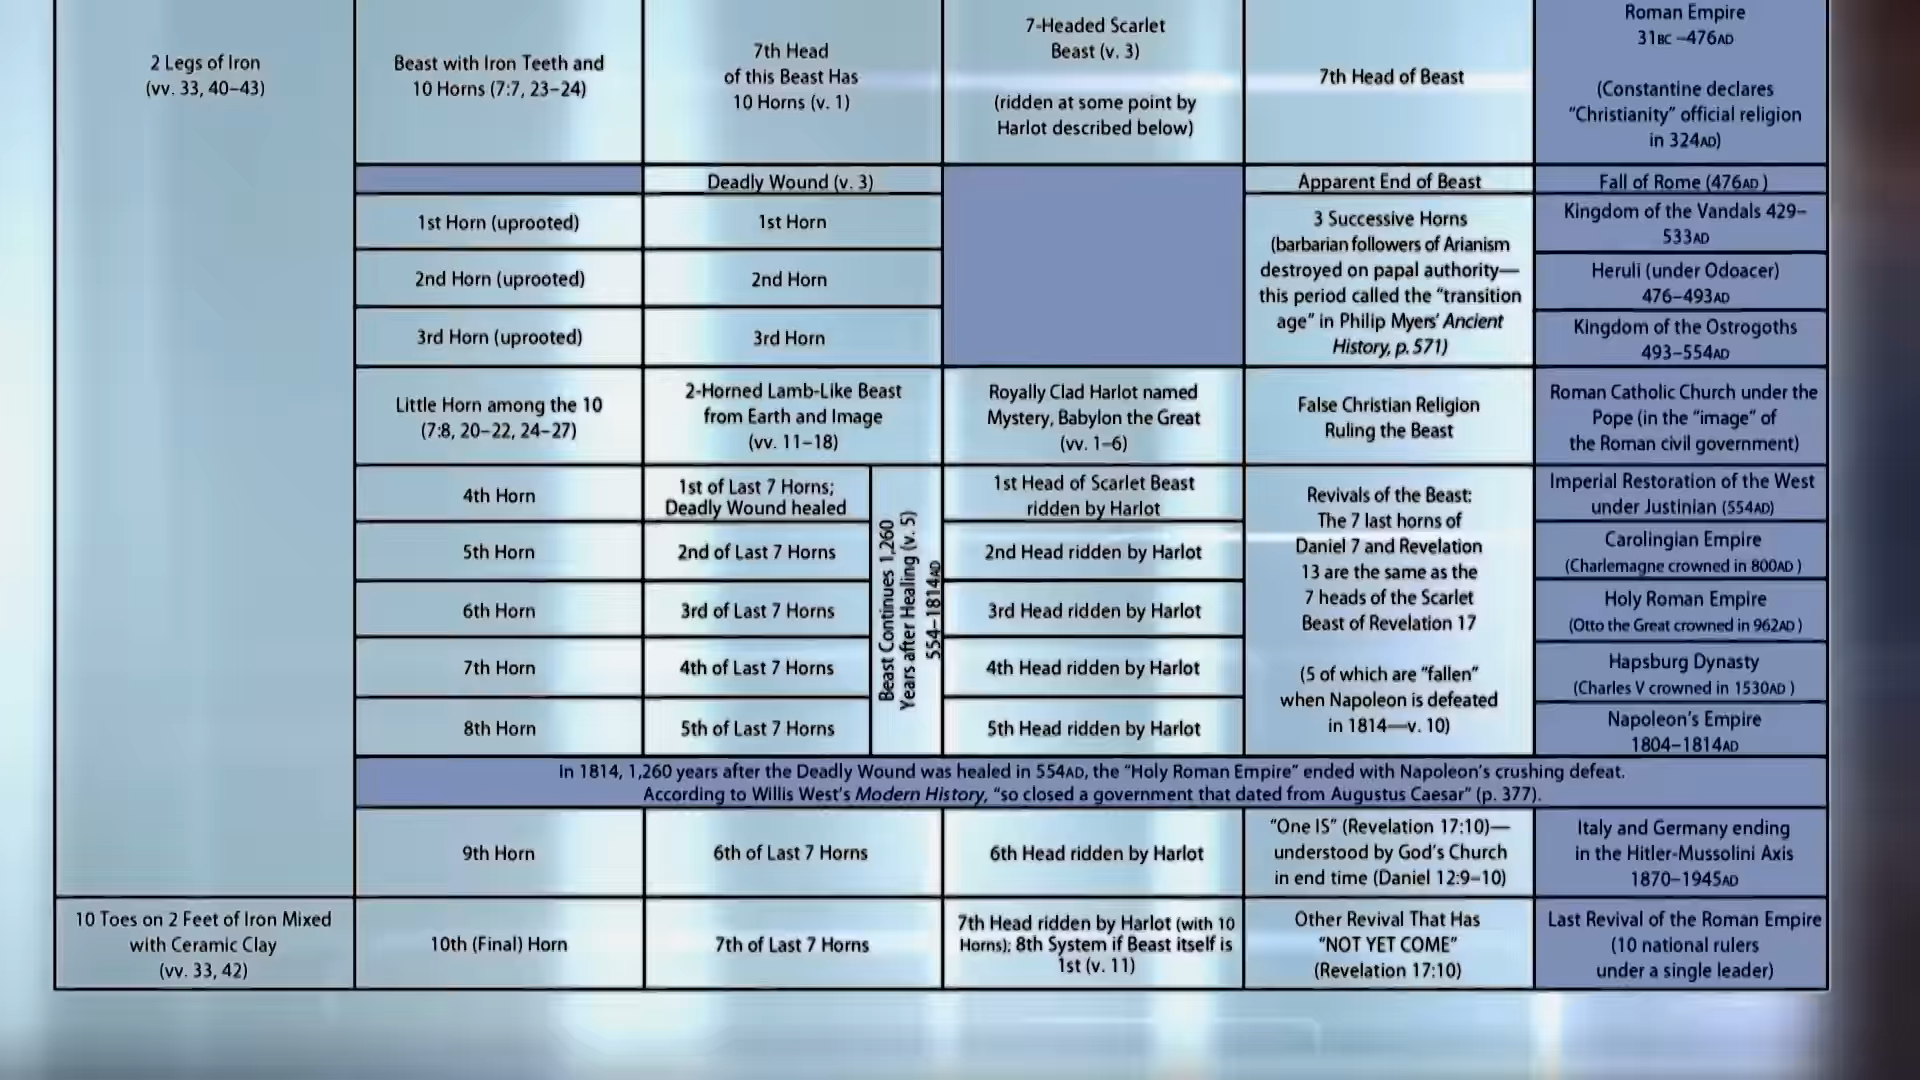 2 Legs of Iron
(vv. 33, 40–43)
Beast with Iron Teeth and
10 Horns (7:7, 23–24)
7th Head
of this Beast Has
10 Horns (v. 1)
7-Headed Scarlet
Beast (v. 3)
(ridden at some point by
Harlot described below)
7th Head of Beast
Roman Empire
31BC –476AD
(Constantine declares
“Christianity” official religion
in 324AD)
Deadly Wound (v. 3)
Apparent End of Beast
Fall of Rome (476AD )
1st Horn (uprooted)
1st Horn
2nd Horn (uprooted)
2nd Horn
3rd Horn (uprooted)
3rd Horn
3 Successive Horns
(barbarian followers of Arianism
destroyed on papal authority—
this period called the “transition
age” in Philip Myers’ Ancient
History, p. 571)
Kingdom of the Vandals 429–
533AD
Heruli (under Odoacer)
476–493AD
Kingdom of the Ostrogoths
493–554AD
Little Horn among the 10
(7:8, 20–22, 24–27)
2-Horned Lamb-Like Beast
from Earth and Image
(vv. 11–18)
Royally Clad Harlot named
Mystery, Babylon the Great
(vv. 1–6)
False Christian Religion
Ruling the Beast
Roman Catholic Church under the
Pope (in the “image” of
the Roman civil government)
4th Horn
1st of Last 7 Horns;
Deadly Wound healed
5th Horn
2nd of Last 7 Horns
6th Horn
3rd of Last 7 Horns
7th Horn
4th of Last 7 Horns
8th Horn
5th of Last 7 Horns
Beast Continues 1,260
Years after Healing (v. 5)
554–1814AD
1st Head of Scarlet Beast
ridden by Harlot
2nd Head ridden by Harlot
3rd Head ridden by Harlot
4th Head ridden by Harlot
5th Head ridden by Harlot
Revivals of the Beast:
The 7 last horns of
Daniel 7 and Revelation
13 are the same as the
7 heads of the Scarlet
Beast of Revelation 17
(5 of which are “fallen”
when Napoleon is defeated
in 1814—v. 10)
Imperial Restoration of the West
under Justinian (554AD)
Carolingian Empire
(Charlemagne crowned in 800AD )
Holy Roman Empire
(Otto the Great crowned in 962AD )
Hapsburg Dynasty
(Charles V crowned in 1530AD )
Napoleon’s Empire
1804–1814AD
In 1814, 1,260 years after the Deadly Wound was healed in 554AD, the “Holy Roman Empire” ended with Napoleon’s crushing defeat.
According to Willis West’s Modern History, “so closed a government that dated from Augustus Caesar” (p. 377).
9th Horn
6th of Last 7 Horns
6th Head ridden by Harlot
“One IS” (Revelation 17:10)—
understood by God’s Church
in end time (Daniel 12:9–10)
Italy and Germany ending
in the Hitler-Mussolini Axis
1870–1945AD
10 Toes on 2 Feet of Iron Mixed
with Ceramic Clay
(vv. 33, 42)
10th (Final) Horn
7th of Last 7 Horns
7th Head ridden by Harlot (with 10
Horns); 8th System if Beast itself is
1st (v. 11)
Other Revival That Has
“NOT YET COME”
(Revelation 17:10)
Last Revival of the Roman Empire
(10 national rulers
under a single leader)